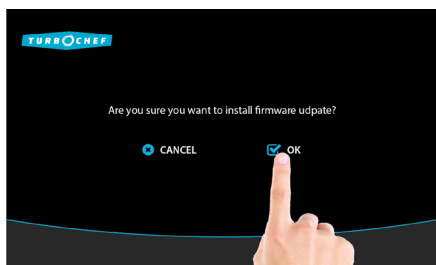 TURBOCHEF
Are you sure you want to install firmware udpate?
CANCEL
OK